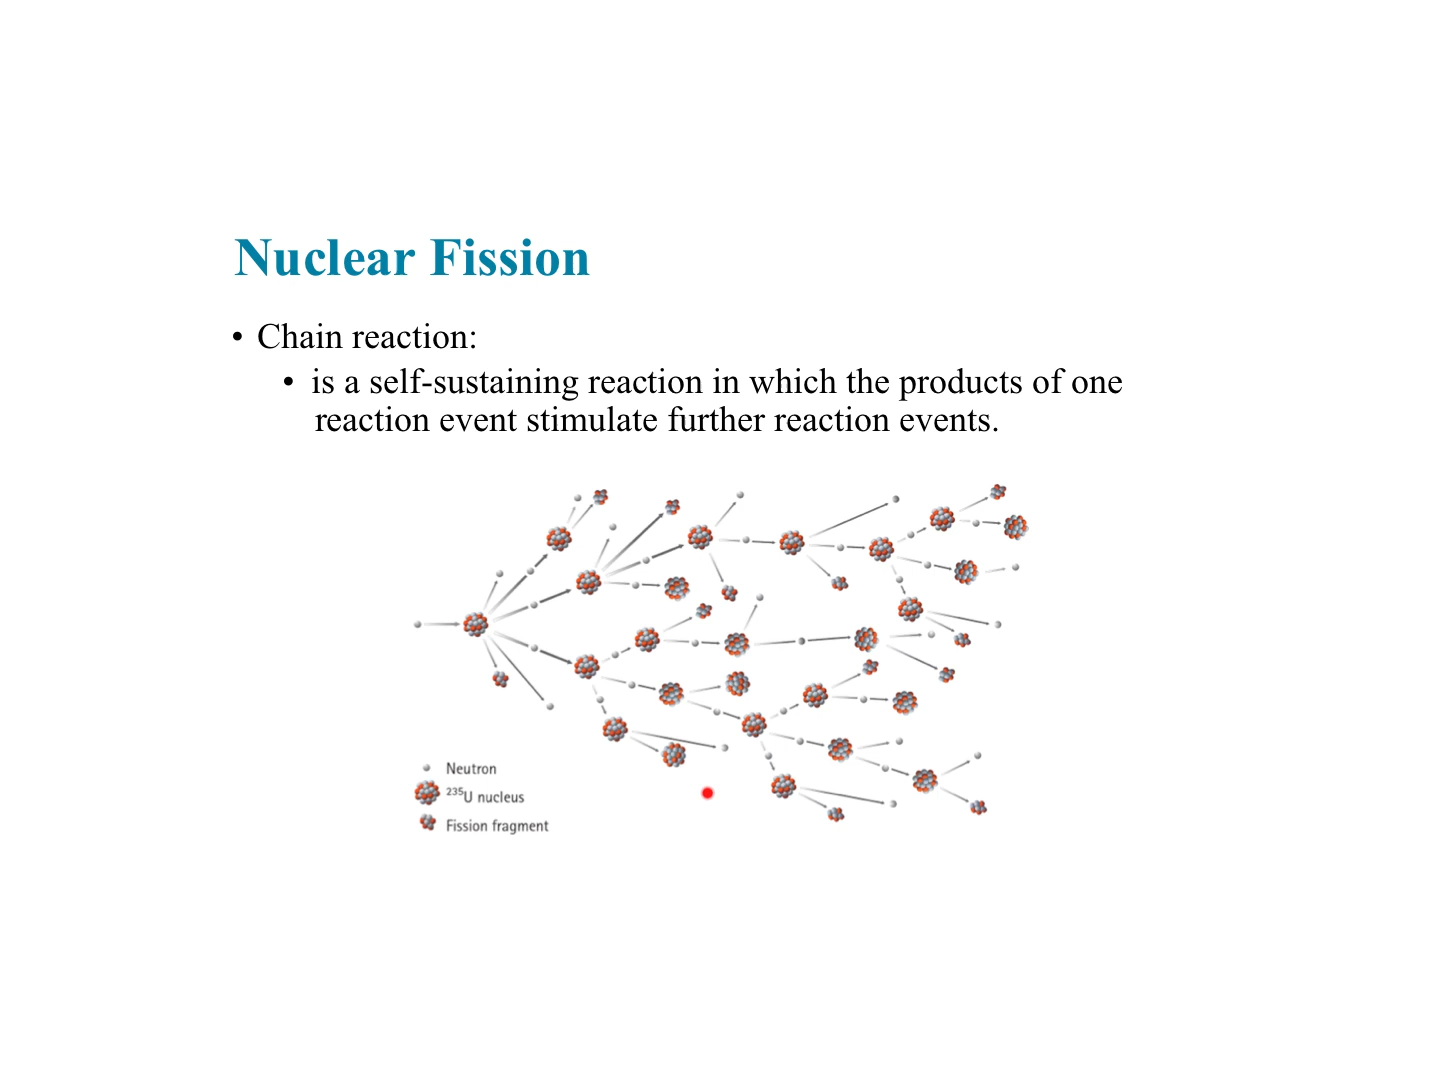 Nuclear Fission
• Chain reaction:
• is a self-sustaining reaction in which the products of one
reaction event stimulate further reaction events.
Neutron
²³⁵U nucleus
Fission fragment